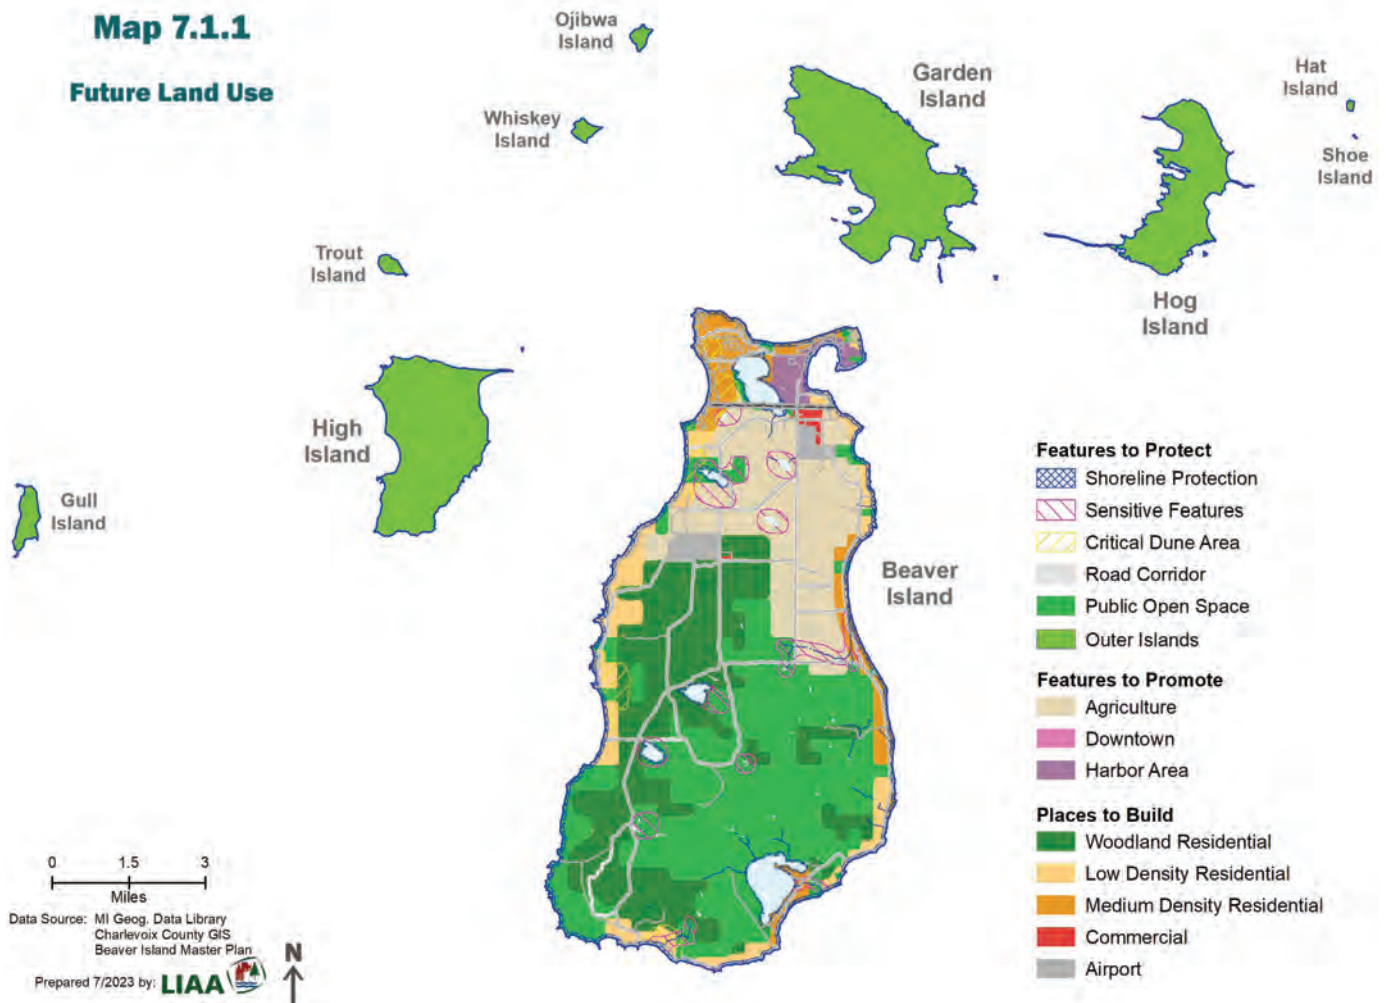 Map 7.1.1
Future Land Use
Ojibwa
Island
Whiskey
Island
Garden
Island
Hat
Island
Shoe
Island
Trout
Island
Hog
Island
High
Island
Gull
Island
Beaver
Island
Features to Protect
Shoreline Protection
Sensitive Features
Critical Dune Area
Road Corridor
Public Open Space
Outer Islands
Features to Promote
Agriculture
Downtown
Harbor Area
Places to Build
Woodland Residential
Low Density Residential
Medium Density Residential
Commercial
Airport
0 1.5 3
Miles
Data Source: MI Geog. Data Library
Charlevoix County GIS
Beaver Island Master Plan
Prepared 7/2023 by: LIAA
N